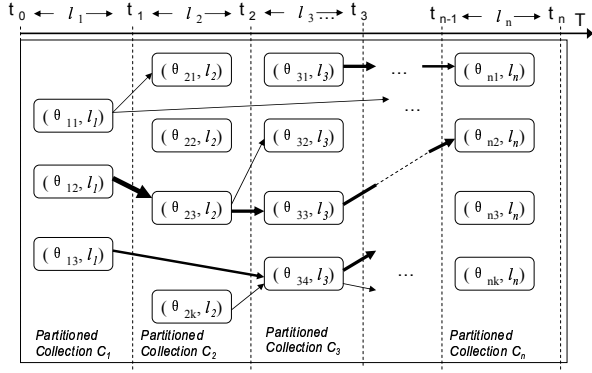 t0 ← l1 → t1 ← l2 → t2 ← l3 ... → t3 tn-1 ← ln → tn T
(θ21, l2) (θ31, l3) ... (θn1, ln)
(θ11, l1) ...
(θ22, l2) (θ32, l3) (θn2, ln)
(θ12, l1)
(θ23, l2) (θ33, l3) (θn3, ln)
(θ13, l1)
(θ34, l3) ... (θnk, ln)
(θ2k, l2)
Partitioned Partitioned Partitioned Partitioned
Collection C1 Collection C2 Collection C3 Collection Cn